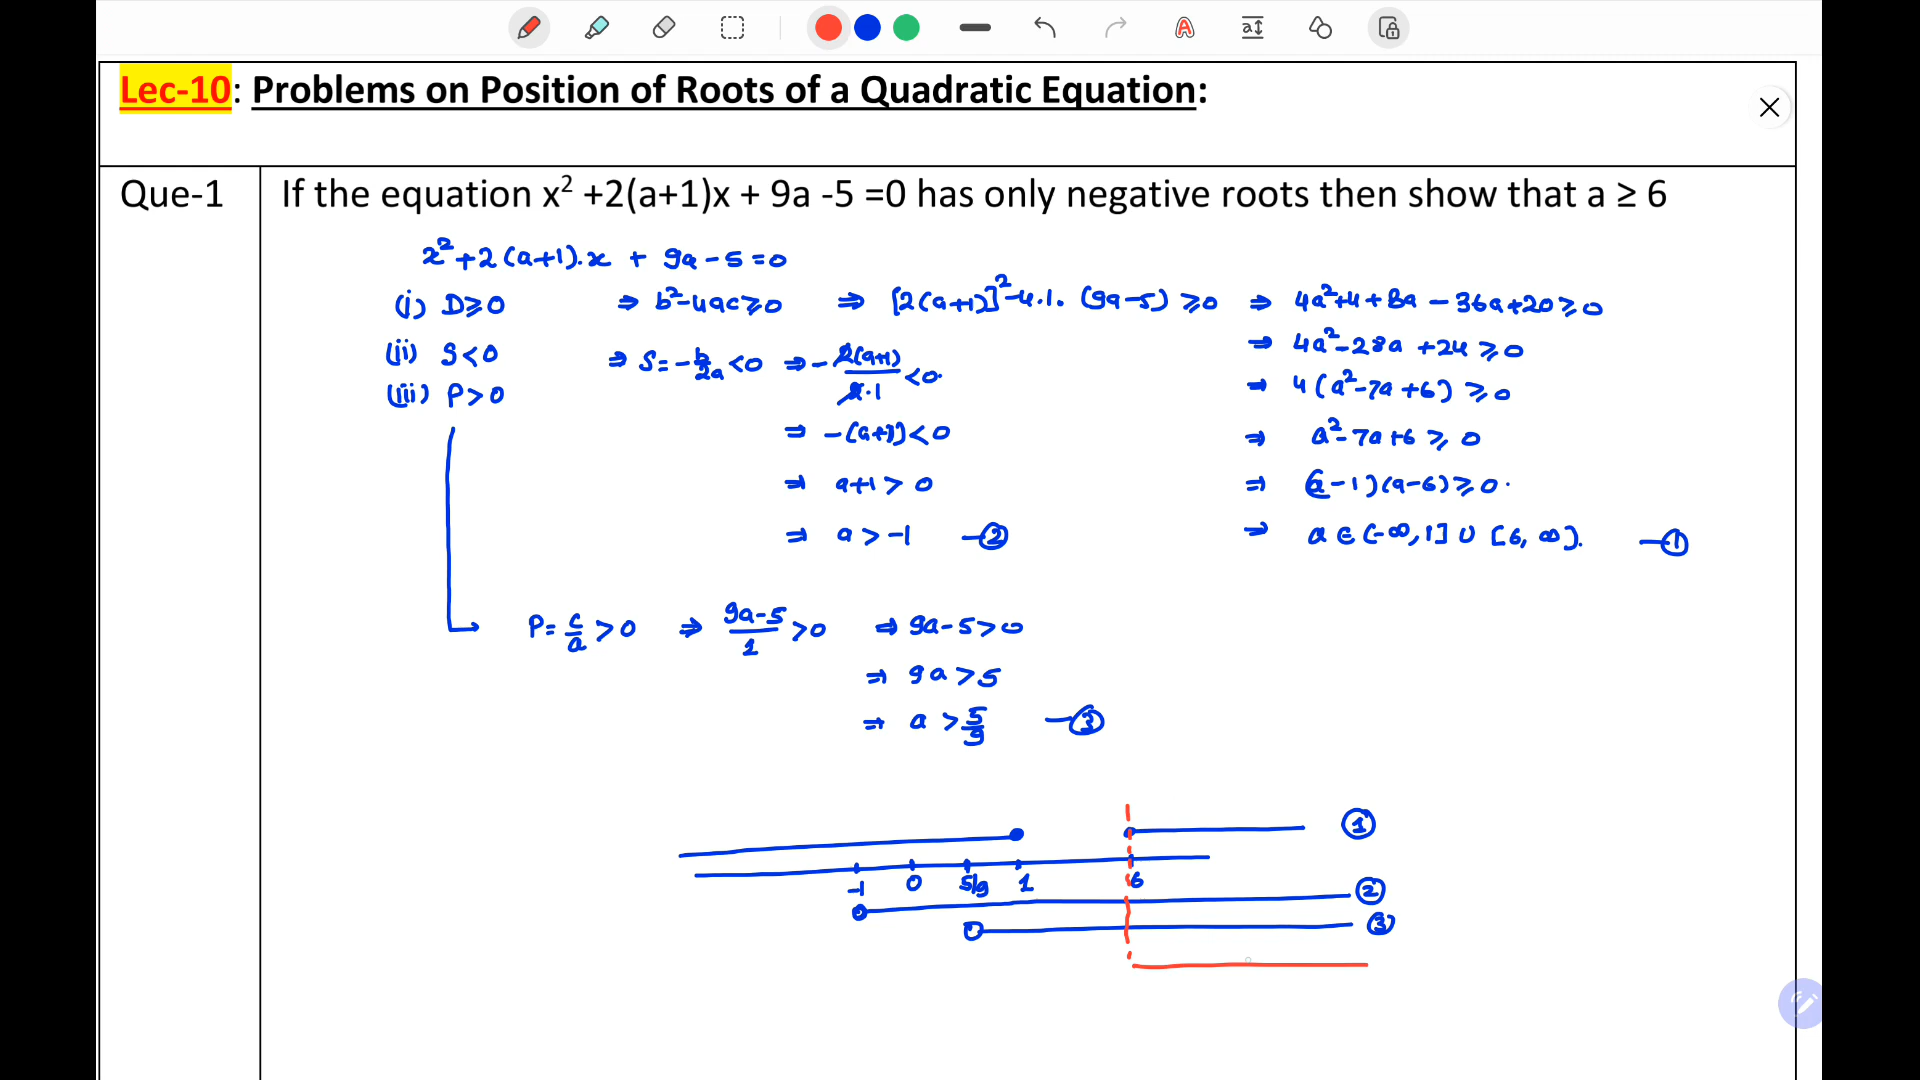 Lec-10: Problems on Position of Roots of a Quadratic Equation:
Que-1 If the equation x² +2(a+1)x + 9a -5 =0 has only negative roots then show that a ≥ 6
x²+2(a+1).x + 9a-5=0
(i) D≥0 ⇒ b²-4ac≥0 ⇒ [2(a+1)]²-4.1.(9a-5)≥0 ⇒ 4a²+4+8a-36a+20≥0
⇒ 4a²-28a+24≥0
(ii) S<0 ⇒ S=-b/2a<0 ⇒ -2(a+1)/2·1<0
(iii) P>0
⇒ 4(a²-7a+6)≥0
⇒ -(a+1)<0 ⇒ a²-7a+6≥0
⇒ a+1>0 ⇒ (a-1)(a-6)≥0.
⇒ a>-1 —② ⇒ a∈(-∞,1]∪[6,∞). —①
P=c/a>0 ⇒ 9a-5/1>0 ⇒ 9a-5>0
⇒ 9a>5
⇒ a>5/9 —③
①
-1 0 5/9 1 6
②
③